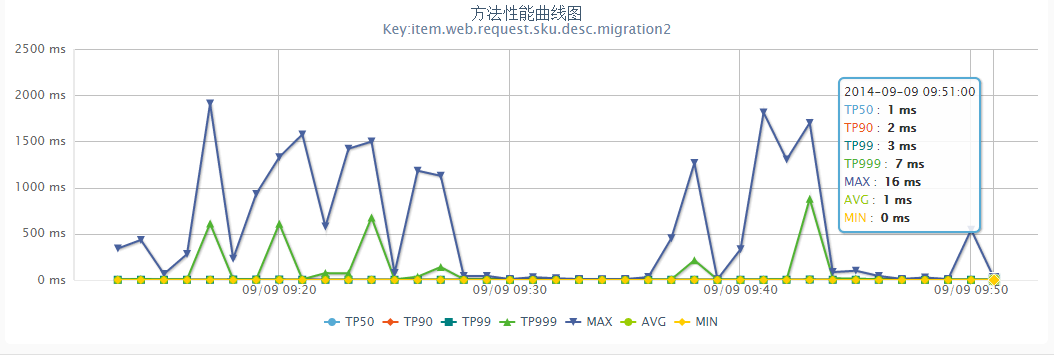 方法性能曲线图
Key:item.web.request.sku.desc.migration2
2500 ms
2000 ms
1500 ms
1000 ms
500 ms
0 ms
2014-09-09 09:51:00
TP50 : 1 ms
TP90 : 2 ms
TP99 : 3 ms
TP999 : 7 ms
MAX : 16 ms
AVG : 1 ms
MIN : 0 ms
09/09 09:20 09/09 09:30 09/09 09:40 09/09 09:50
TP50 TP90 TP99 TP999 MAX AVG MIN